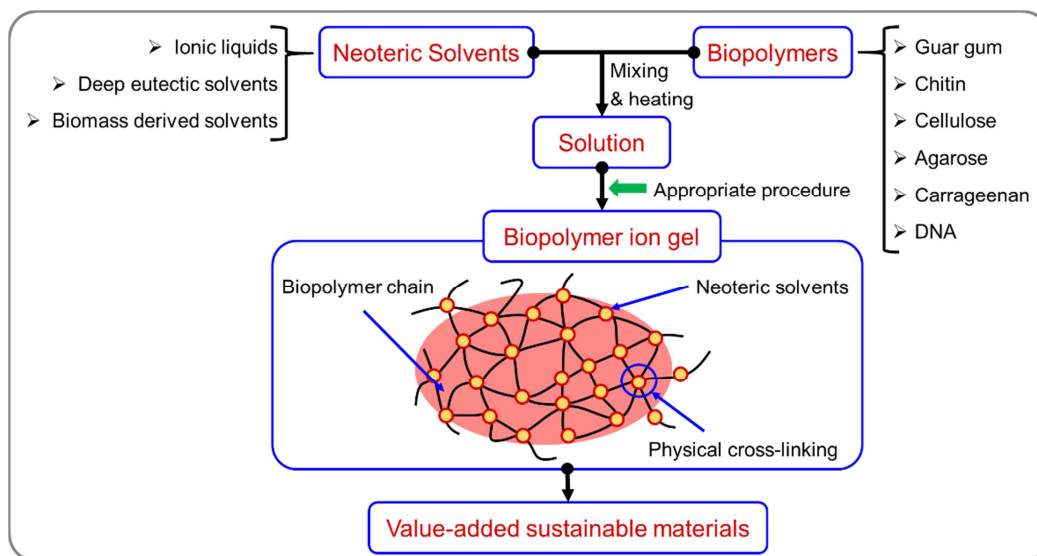 Ionic liquids
Deep eutectic solvents
Biomass derived solvents
Neoteric Solvents
Biopolymers
Guar gum
Chitin
Cellulose
Agarose
Carrageenan
DNA
Mixing
& heating
Solution
Appropriate procedure
Biopolymer ion gel
Biopolymer chain
Neoteric solvents
Physical cross-linking
Value-added sustainable materials